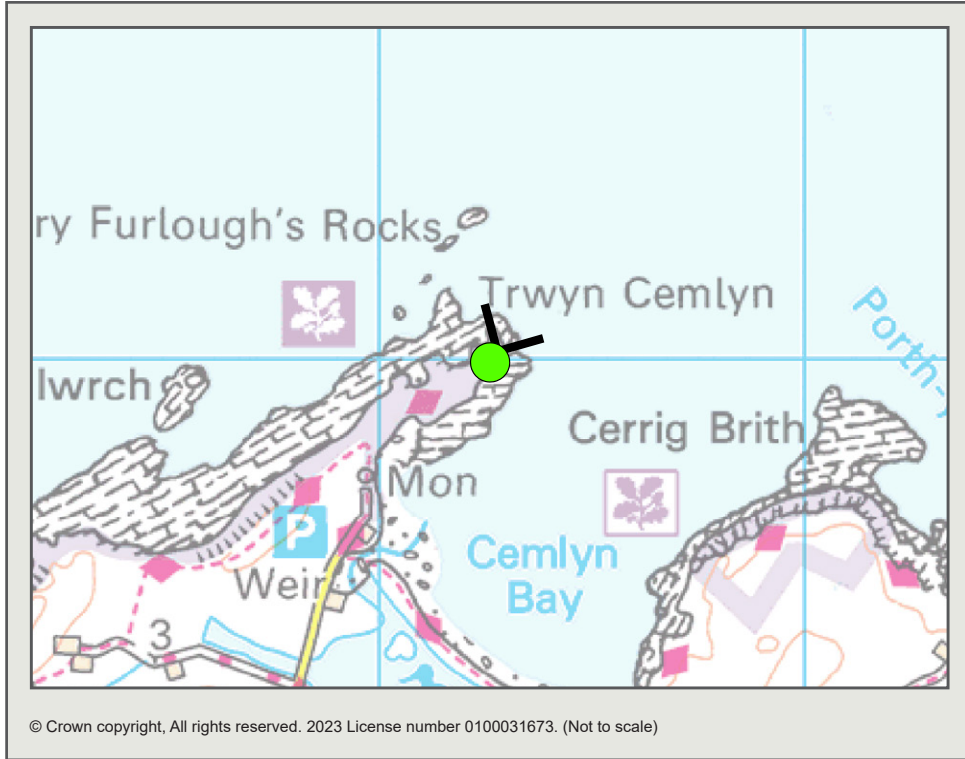 ry Furlough's Rocks
Trwyn Cemlyn
lwrch
Porth-y
Cerrig Brith
Mon
P
Cemlyn
Bay
Weir
3
© Crown copyright, All rights reserved. 2023 License number 0100031673. (Not to scale)